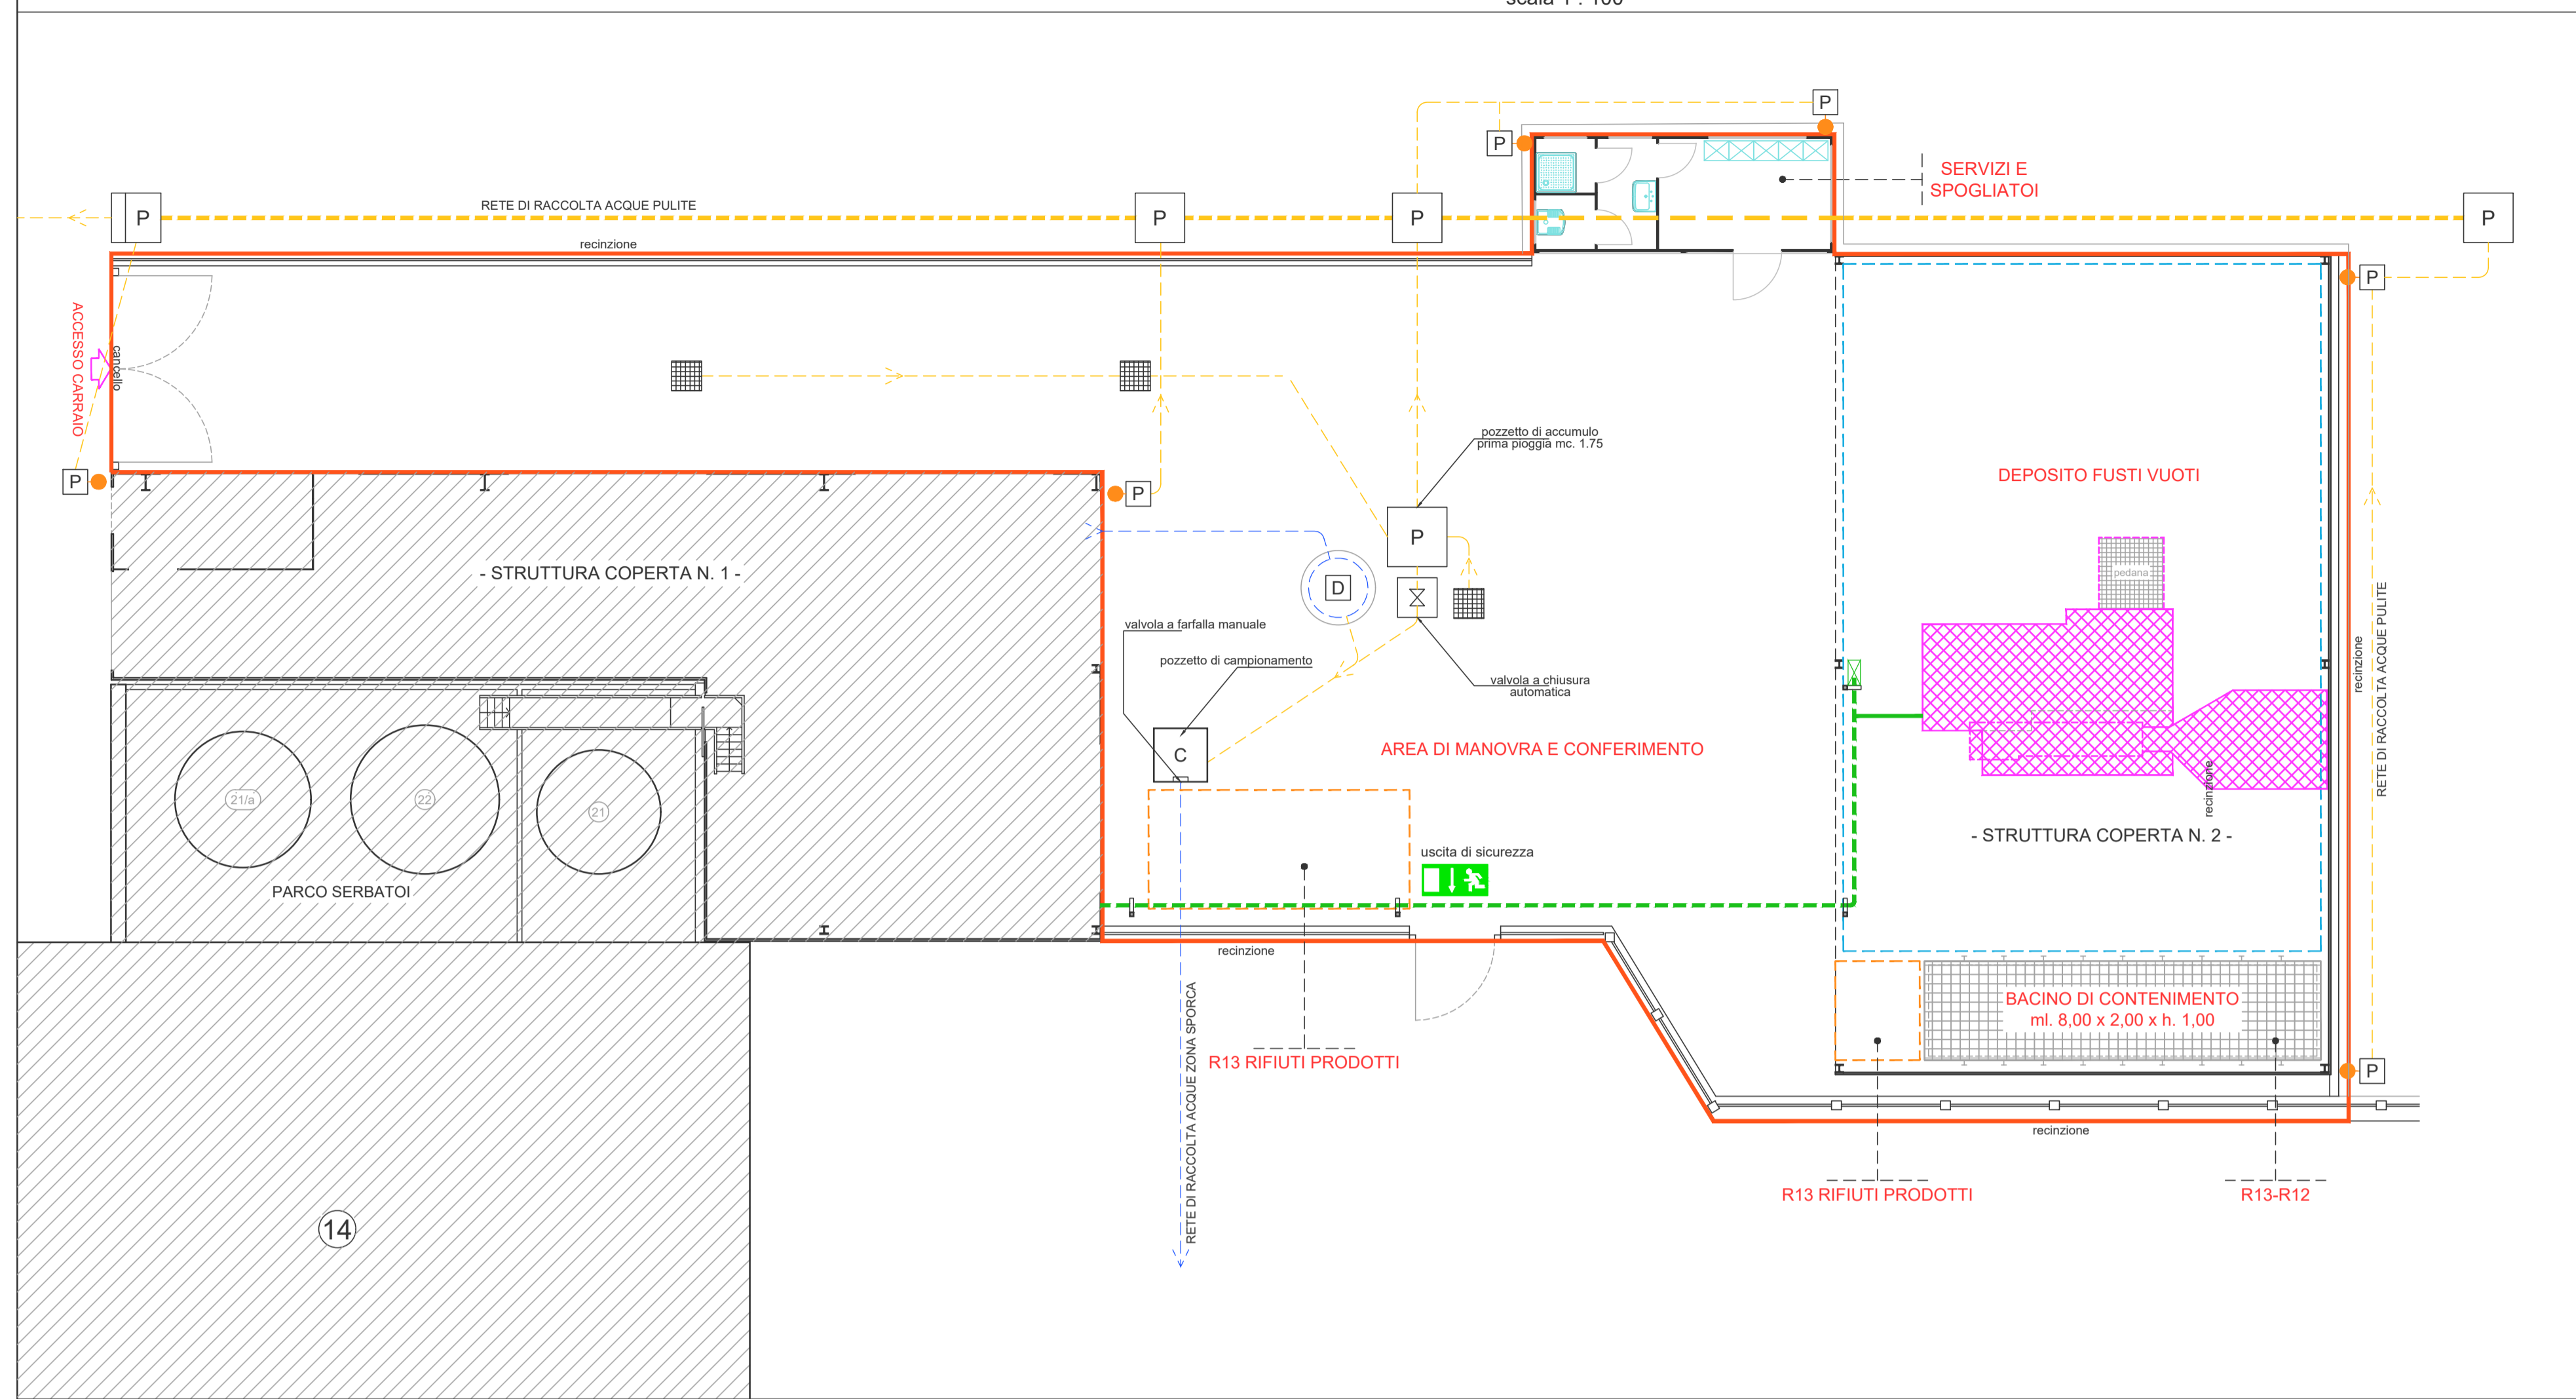 scala 1 : 100
P
P
SERVIZI E
SPOGLIATOI
RETE DI RACCOLTA ACQUE PULITE
P
P
P
P
recinzione
P
ACCESSO CARRAIO
cancello
pozzetto di accumulo
prima pioggia mc. 1.75
DEPOSITO FUSTI VUOTI
P
P
P
- STRUTTURA COPERTA N. 1 -
pedana
D
valvola a farfalla manuale
pozzetto di campionamento
valvola a chiusura
automatica
recinzione
RETE DI RACCOLTA ACQUE PULITE
C
AREA DI MANOVRA E CONFERIMENTO
recinzione
21/a
22
21
- STRUTTURA COPERTA N. 2 -
uscita di sicurezza
PARCO SERBATOI
recinzione
BACINO DI CONTENIMENTO
ml. 8,00 x 2,00 x h. 1,00
R13 RIFIUTI PRODOTTI
P
RETE DI RACCOLTA ACQUE ZONA SPORCA
recinzione
R13 RIFIUTI PRODOTTI
R13-R12
14